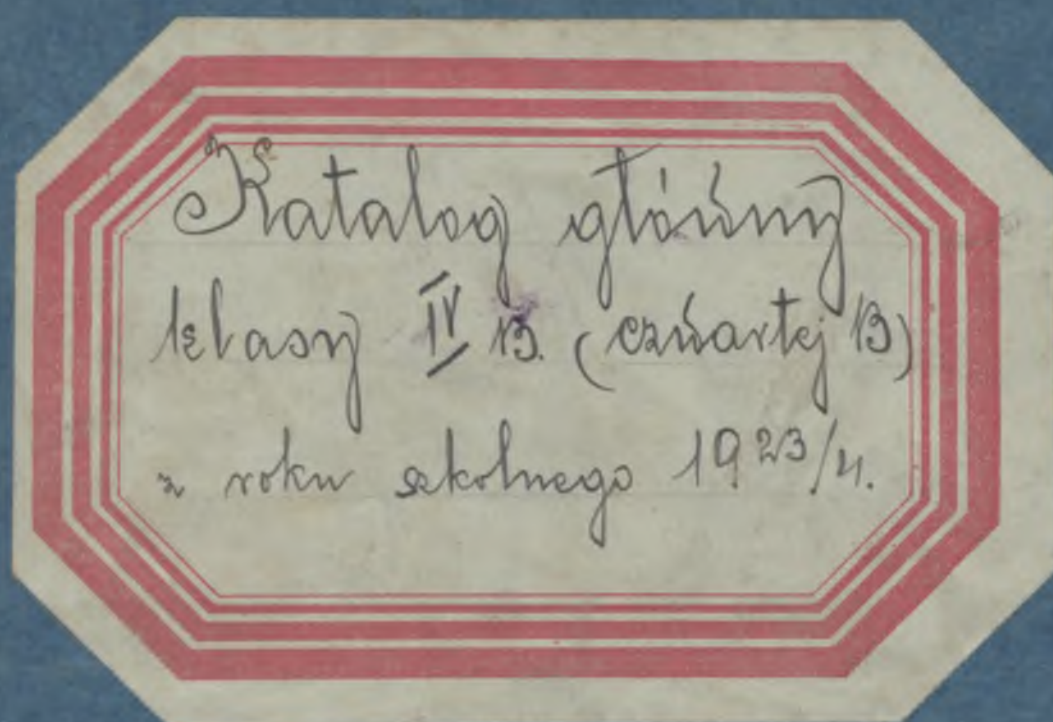 Katalog główny
klasy IV B. (czwartej B)
z roku szkolnego 1923/4.